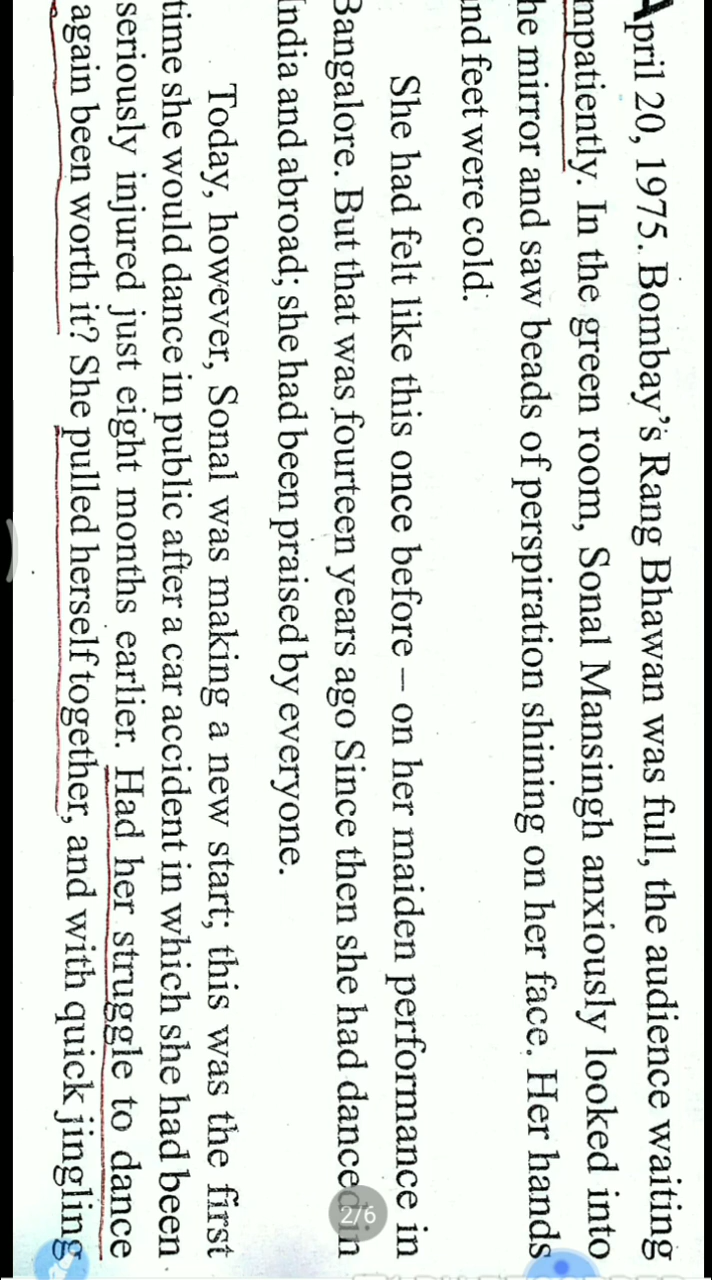 April 20, 1975. Bombay's Rang Bhawan was full, the audience waiting
mpatiently. In the green room, Sonal Mansingh anxiously looked into
he mirror and saw beads of perspiration shining on her face. Her hands
nd feet were cold.
She had felt like this once before — on her maiden performance in
Bangalore. But that was fourteen years ago Since then she had danced in
India and abroad; she had been praised by everyone.
Today, however, Sonal was making a new start; this was the first
time she would dance in public after a car accident in which she had been
seriously injured just eight months earlier. Had her struggle to dance
again been worth it? She pulled herself together, and with quick jingling
2/6